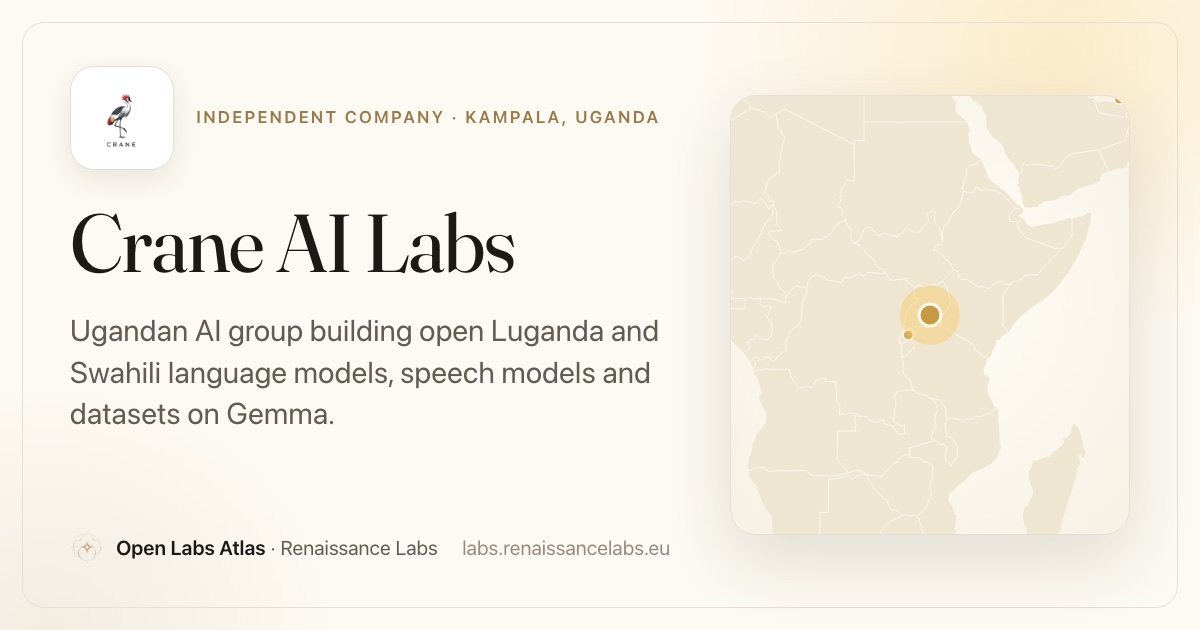 CRANE
INDEPENDENT COMPANY · KAMPALA, UGANDA
Crane AI Labs
Ugandan AI group building open Luganda and
Swahili language models, speech models and
datasets on Gemma.
Open Labs Atlas · Renaissance Labs labs.renaissancelabs.eu